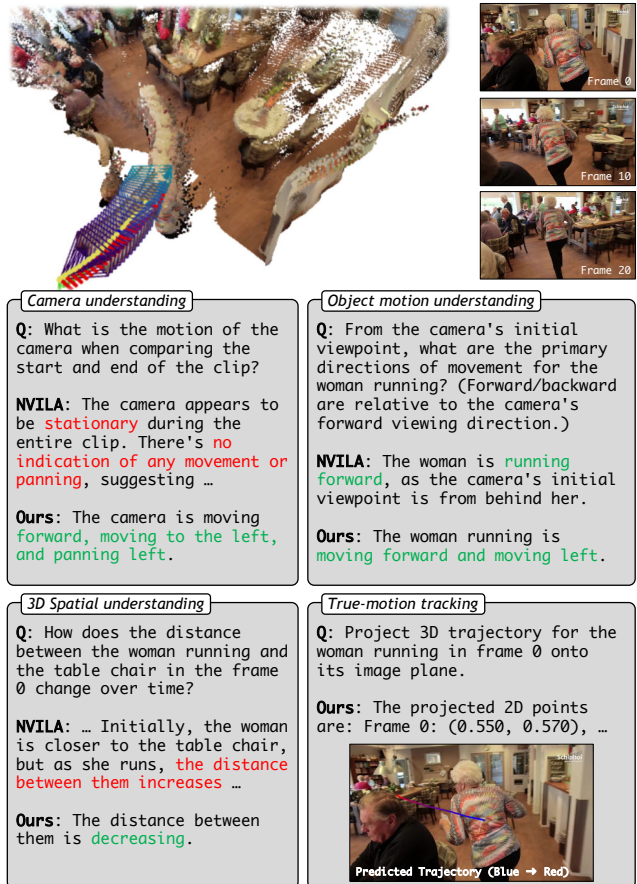 Schiphol
Frame 0
Frame 10
Frame 20
Camera understanding
Q: What is the motion of the
camera when comparing the
start and end of the clip?
NVILA: The camera appears to
be stationary during the
entire clip. There's no
indication of any movement or
panning, suggesting …
Ours: The camera is moving
forward, moving to the left,
and panning left.
Object motion understanding
Q: From the camera's initial
viewpoint, what are the primary
directions of movement for the
woman running? (Forward/backward
are relative to the camera's
forward viewing direction.)
NVILA: The woman is running
forward, as the camera's initial
viewpoint is from behind her.
Ours: The woman running is
moving forward and moving left.
3D Spatial understanding
Q: How does the distance
between the woman running and
the table chair in the frame
0 change over time?
NVILA: … Initially, the woman
is closer to the table chair,
but as she runs, the distance
between them increases …
Ours: The distance between
them is decreasing.
True-motion tracking
Q: Project 3D trajectory for the
woman running in frame 0 onto
its image plane.
Ours: The projected 2D points
are: Frame 0: (0.550, 0.570), …
Schiphol
Predicted Trajectory (Blue → Red)